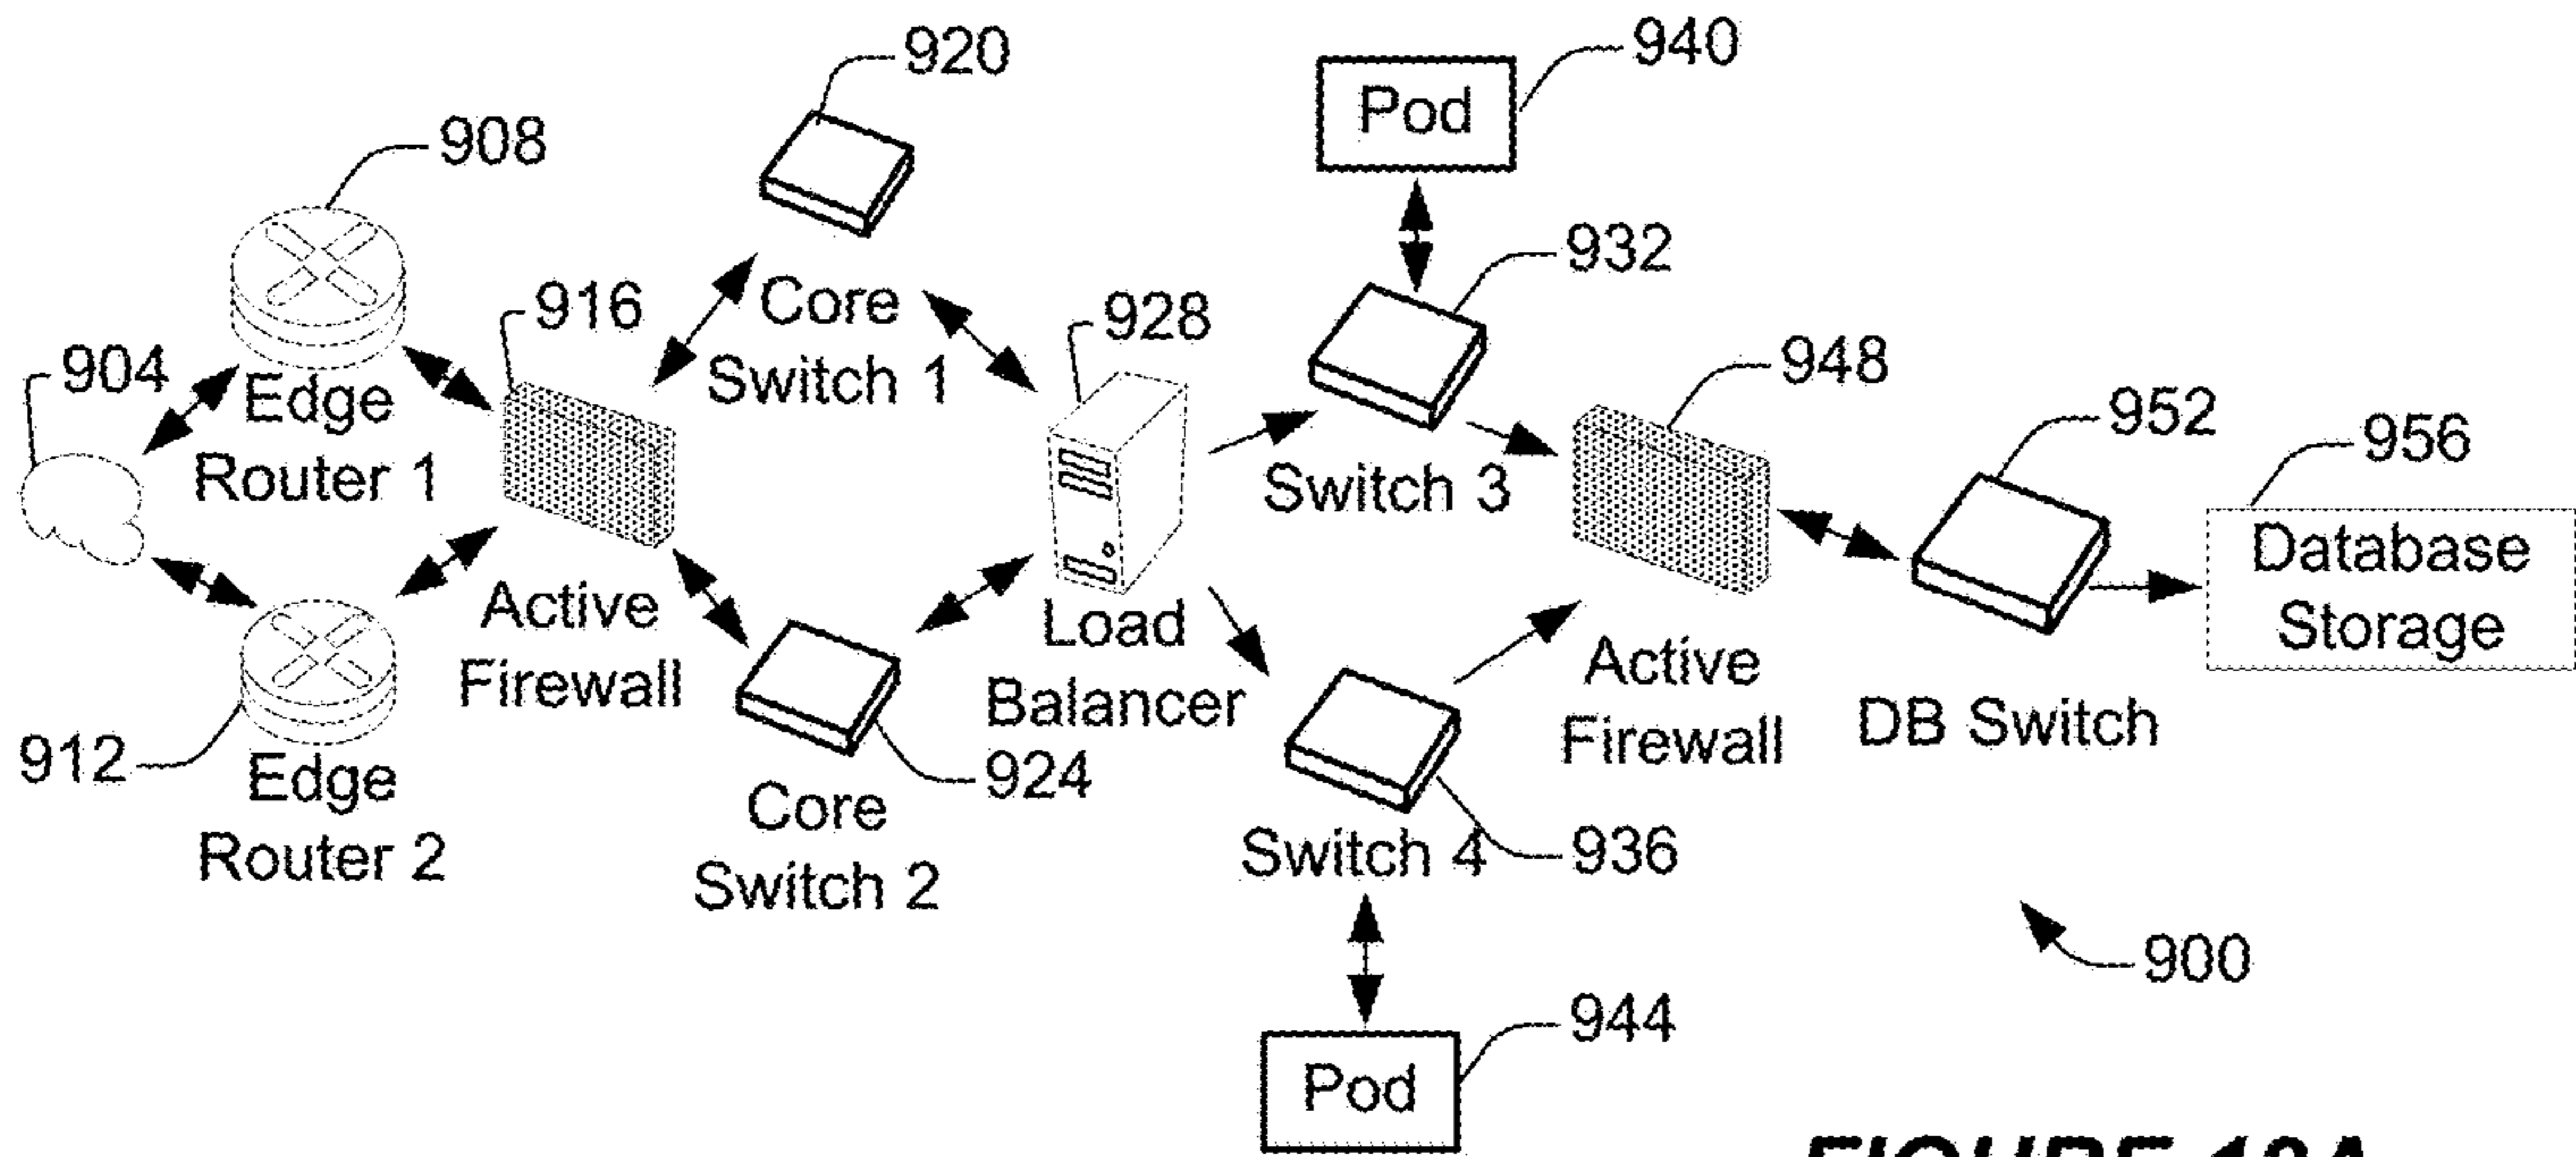 920
940
Pod
908
932
Core
Switch 1
916
928
904
Edge
Router 1
948
952
956
Switch 3
Database
Storage
Active
Firewall
Load
Balancer
Active
Firewall
DB Switch
912
Edge
Router 2
924
Core
Switch 2
Switch 4
936
900
944
Pod